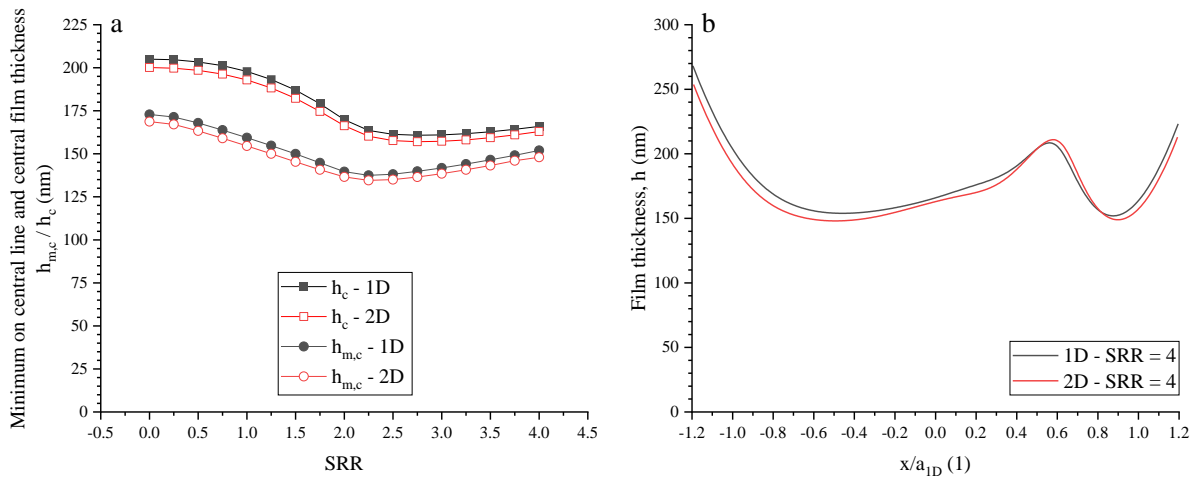 a
Minimum on central line and central film thickness
h_{m,c} / h_c (nm)
225
200
175
150
125
100
75
50
25
0
-0.5 0.0 0.5 1.0 1.5 2.0 2.5 3.0 3.5 4.0 4.5
SRR
h_c - 1D
h_c - 2D
h_{m,c} - 1D
h_{m,c} - 2D
b
Film thickness, h (nm)
300
250
200
150
100
50
0
-1.2 -1.0 -0.8 -0.6 -0.4 -0.2 0.0 0.2 0.4 0.6 0.8 1.0 1.2
x/a_{1D} (1)
1D - SRR = 4
2D - SRR = 4